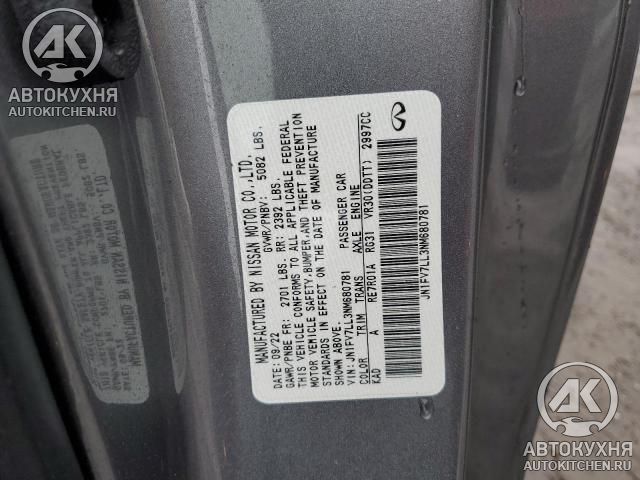 AK
АВТОКУХНЯ
AUTOKITCHEN.RU
MANUFACTURED BY NISSAN MOTOR CO.,LTD.
DATE: 09/22 GVWR/PNBV: 5082 LBS.
GAWR/PNBE FR: 2701 LBS. RR: 2392 LBS.
THIS VEHICLE CONFORMS TO ALL APPLICABLE FEDERAL
MOTOR VEHICLE SAFETY, BUMPER, AND THEFT PREVENTION
STANDARDS IN EFFECT ON THE DATE OF MANUFACTURE
SHOWN ABOVE.
VIN: JN1FV7LL3NM680781 PASSENGER CAR
COLOR TRIM TRANS AXLE ENGINE
KAD A RE7R01A RG31 VR30(DDTT) 2997CC
JN1FV7LL3NM680781
AK
АВТОКУХНЯ
AUTOKITCHEN.RU